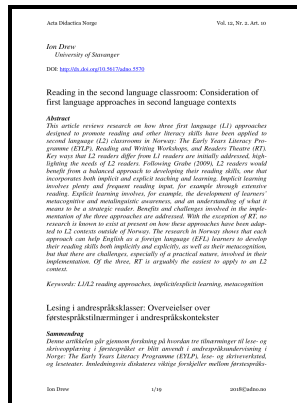 Acta Didactica Norge Vol. 12, Nr. 2, Art. 10
Ion Drew
University of Stavanger
DOI: http://dx.doi.org/10.5617/adno.5570
Reading in the second language classroom: Consideration of
first language approaches in second language contexts
Abstract
This article reviews research on how three first language (L1) approaches
designed to promote reading and other literacy skills have been applied to
second language (L2) classrooms in Norway: The Early Years Literacy Pro-
gramme (EYLP), Reading and Writing Workshops, and Readers Theatre (RT).
Key ways that L2 readers differ from L1 readers are initially addressed, high-
lighting the needs of L2 readers. Following Grabe (2009), L2 readers would
benefit from a balanced approach to developing their reading skills, one that
incorporates both implicit and explicit teaching and learning. Implicit learning
involves plenty and frequent reading input, for example through extensive
reading. Explicit learning involves, for example, the development of learners'
metacognitive and metalinguistic awareness, and an understanding of what it
means to be a strategic reader. Benefits and challenges involved in the imple-
mentation of the three approaches are addressed. With the exception of RT, no
research is known to exist at present on how these approaches have been adap-
ted to L2 contexts outside of Norway. The research in Norway shows that each
approach can help English as a foreign language (EFL) learners to develop
their reading skills both implicitly and explicitly, as well as their metacognition,
but that there are challenges, especially of a practical nature, involved in their
implementation. Of the three, RT is arguably the easiest to apply to an L2
context.
Keywords: L1/L2 reading approaches, implicit/explicit learning, metacognition
Lesing i andrespråksklasser: Overveielser over
førstespråkstilnærminger i andrespråkskontekster
Sammendrag
Denne artikkelen går gjennom forskning på hvordan tre tilnærminger til lese- og
skriveopplæring i førstespråket er blitt anvendt i andrespråksundervisning i
Norge: The Early Years Literacy Programme (EYLP), lese- og skriveverksted,
og leseteater. Innledningsvis diskuteres viktige forskjeller mellom førstespråks-
Ion Drew 1/19 2018©adno.no